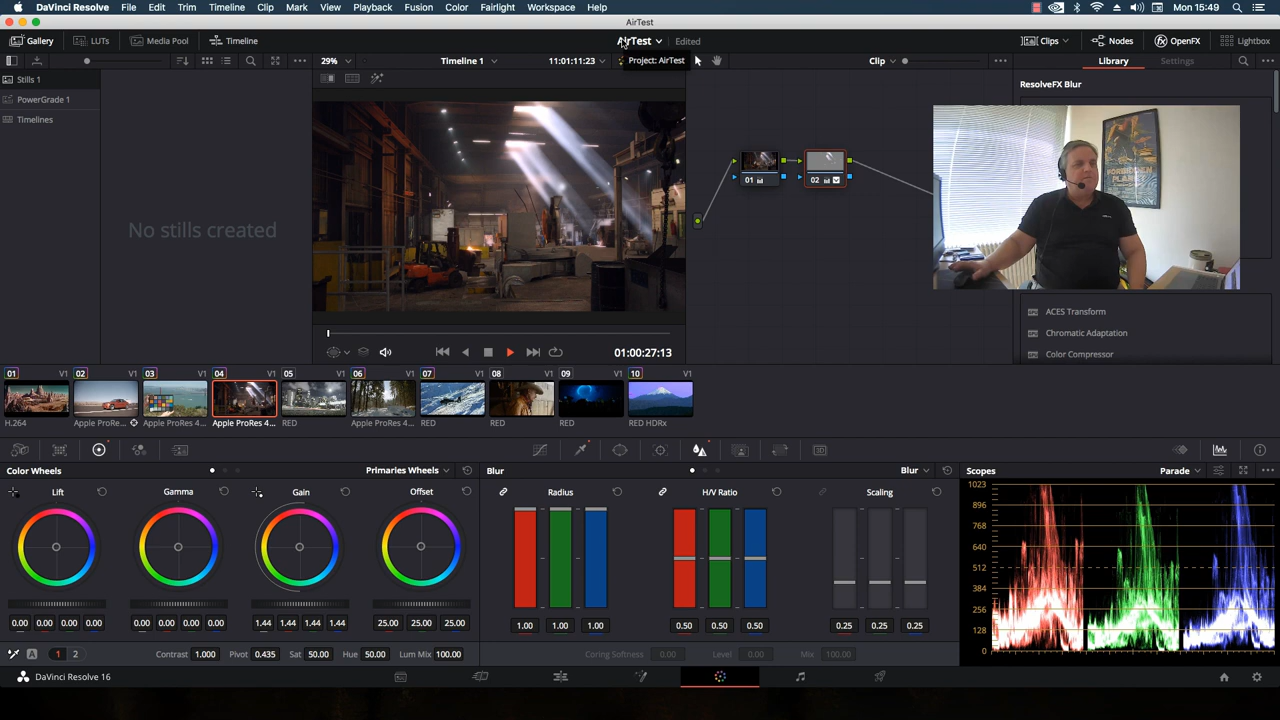 DaVinci Resolve File Edit Trim Timeline Clip Mark View Playback Fusion Color Fairlight Workspace Help Mon 15:49
AirTest
Gallery LUTs Media Pool Timeline AirTest Edited Clips Nodes OpenFX Lightbox
29% Timeline 1 11:01:11:23 Project: AirTest Clip Library Settings
Stills 1
PowerGrade 1
Timelines
No stills created
ResolveFX Blur
FORBIDDEN PLANET
01 02
ACES Transform
Chromatic Adaptation
Color Compressor
01:00:27:13
01 V1 02 V1 03 V1 04 V1 05 V1 06 V1 07 V1 08 V1 09 V1 10 V1
H.264 Apple ProRe... Apple ProRes 4... Apple ProRes 4... RED Apple ProRes 4... RED RED RED RED HDRx
Color Wheels Primaries Wheels Blur Blur Scopes Parade
Lift Gamma Gain Offset Radius H/V Ratio Scaling
1023
896
768
640
512
384
256
128
0
0.00 0.00 0.00 0.00 0.00 0.00 0.00 0.00 1.44 1.44 1.44 1.44 25.00 25.00 25.00 1.00 1.00 1.00 0.50 0.50 0.50 0.25 0.25 0.25
A 1 2 Contrast 1.000 Pivot 0.435 Sat 50.00 Hue 50.00 Lum Mix 100.00 Coring Softness 0.00 Level 0.00 Mix 100.00
DaVinci Resolve 16